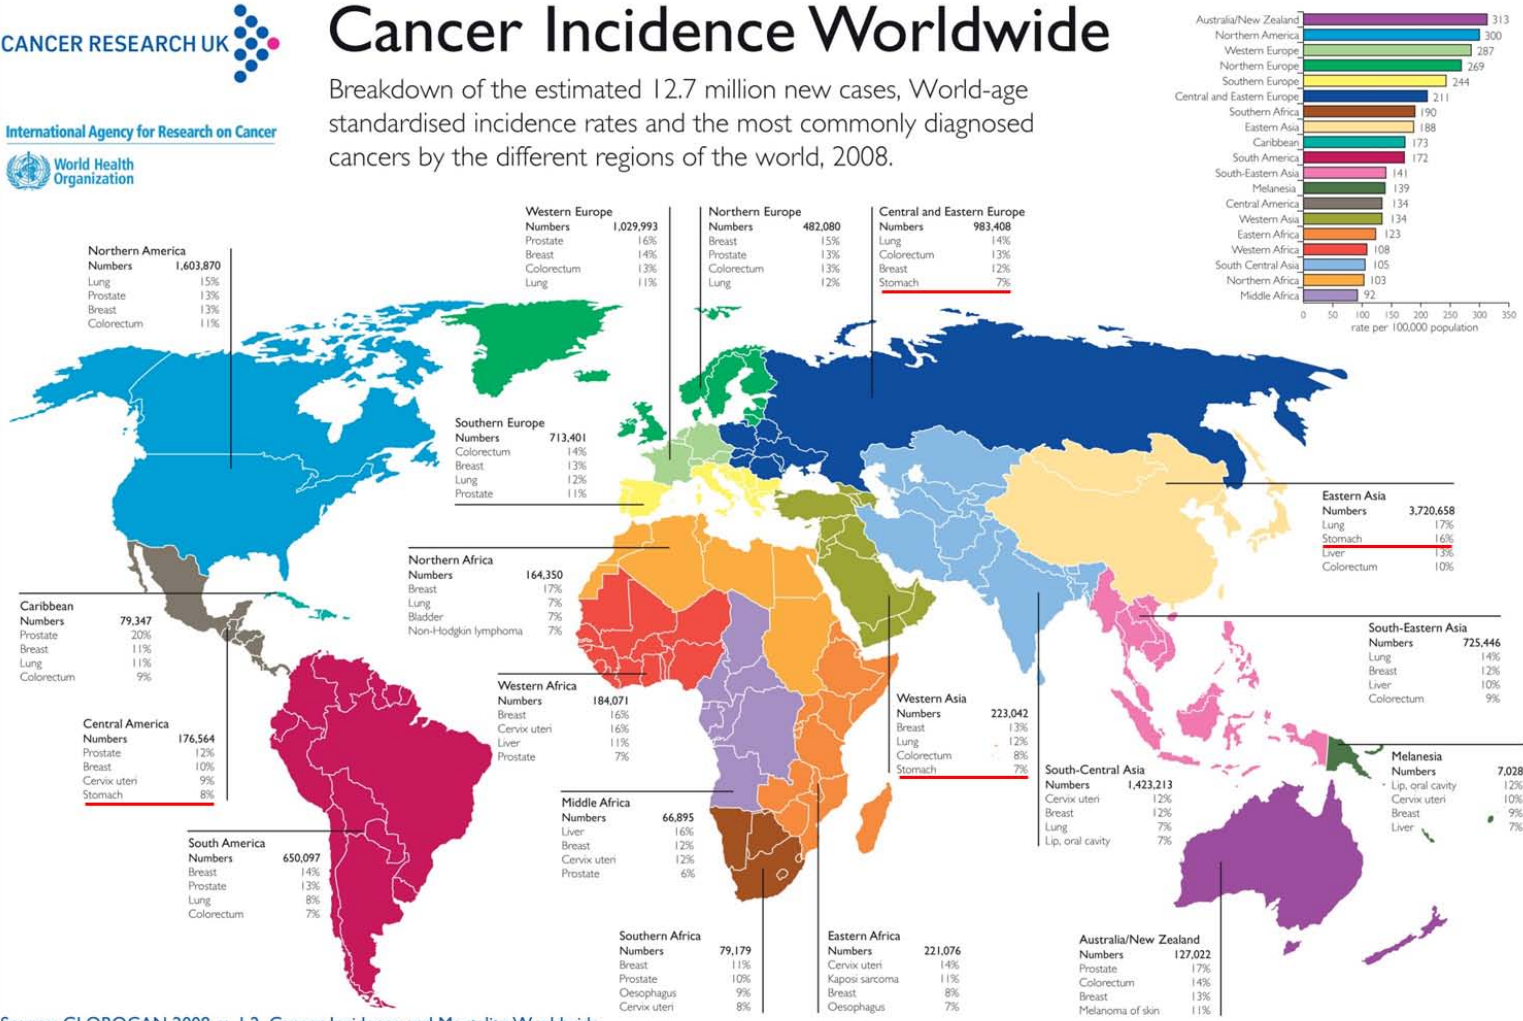 CANCER RESEARCH UK
International Agency for Research on Cancer
World Health
Organization
Cancer Incidence Worldwide
Breakdown of the estimated 12.7 million new cases, World-age
standardised incidence rates and the most commonly diagnosed
cancers by the different regions of the world, 2008.
Australia/New Zealand 313
Northern America 300
Western Europe 287
Northern Europe 269
Southern Europe 244
Central and Eastern Europe 211
Southern Africa 190
Eastern Asia 188
Caribbean 173
South America 172
South-Eastern Asia 141
Melanesia 139
Central America 134
Western Asia 134
Eastern Africa 123
Western Africa 108
South Central Asia 105
Northern Africa 103
Middle Africa 92
0 50 100 150 200 250 300 350
rate per 100,000 population
Northern America
Numbers 1,603,870
Lung 15%
Prostate 13%
Breast 13%
Colorectum 11%
Western Europe
Numbers 1,029,993
Prostate 16%
Breast 14%
Colorectum 13%
Lung 11%
Northern Europe
Numbers 482,080
Breast 15%
Prostate 13%
Colorectum 13%
Lung 12%
Central and Eastern Europe
Numbers 983,408
Lung 14%
Colorectum 13%
Breast 12%
Stomach 7%
Southern Europe
Numbers 713,401
Colorectum 14%
Breast 13%
Lung 12%
Prostate 11%
Eastern Asia
Numbers 3,720,658
Lung 17%
Stomach 16%
Liver 13%
Colorectum 10%
Northern Africa
Numbers 164,350
Breast 17%
Lung 7%
Bladder 7%
Non-Hodgkin lymphoma 7%
Caribbean
Numbers 79,347
Prostate 20%
Breast 11%
Lung 11%
Colorectum 9%
South-Eastern Asia
Numbers 725,446
Lung 14%
Breast 12%
Liver 10%
Colorectum 9%
Western Africa
Numbers 184,071
Breast 16%
Cervix uteri 16%
Liver 11%
Prostate 7%
Western Asia
Numbers 223,042
Breast 13%
Lung 12%
Colorectum 8%
Stomach 7%
Central America
Numbers 176,564
Prostate 12%
Breast 10%
Cervix uteri 9%
Stomach 8%
South-Central Asia
Numbers 1,423,213
Cervix uteri 12%
Breast 12%
Lung 7%
Lip, oral cavity 7%
Melanesia
Numbers 7,028
Lip, oral cavity 12%
Cervix uteri 10%
Breast 9%
Liver 7%
Middle Africa
Numbers 66,895
Liver 16%
Breast 12%
Cervix uteri 12%
Prostate 6%
South America
Numbers 650,097
Breast 14%
Prostate 13%
Lung 8%
Colorectum 7%
Southern Africa
Numbers 79,179
Breast 11%
Prostate 10%
Oesophagus 9%
Cervix uteri 8%
Eastern Africa
Numbers 221,076
Cervix uteri 14%
Kaposi sarcoma 11%
Breast 8%
Oesophagus 7%
Australia/New Zealand
Numbers 127,022
Prostate 17%
Colorectum 14%
Breast 13%
Melanoma of skin 11%